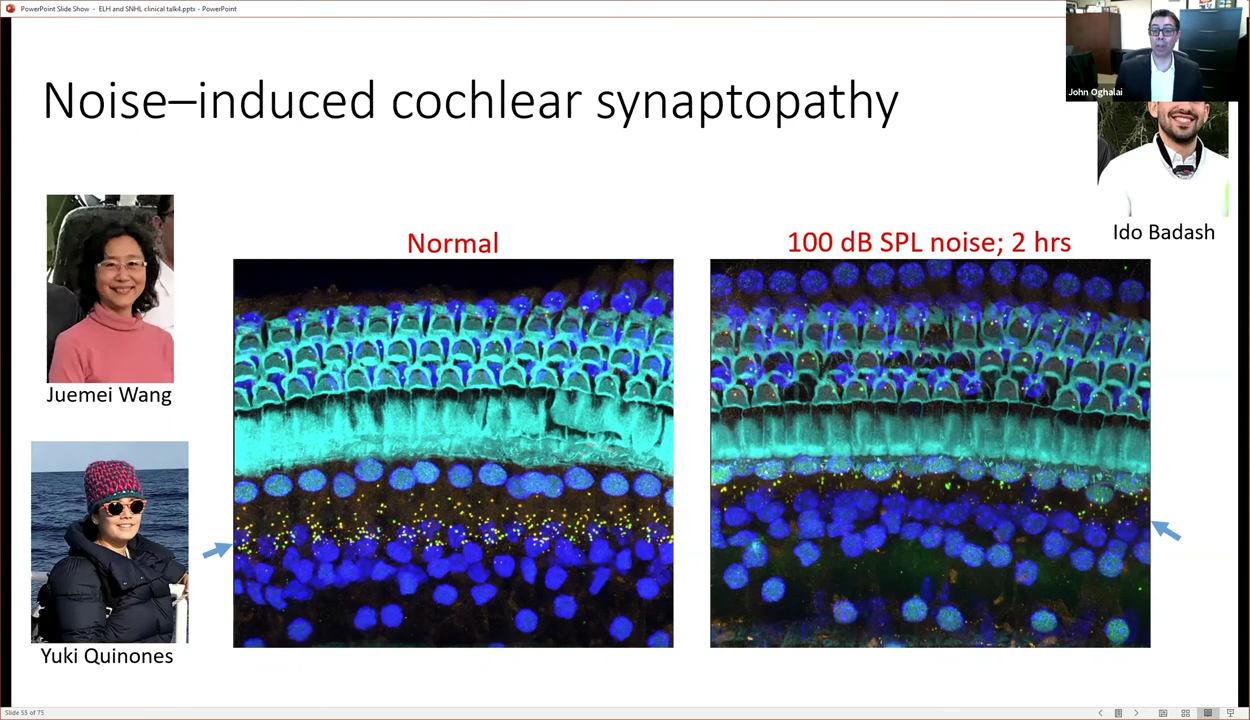 PowerPoint Slide Show - ELH and SNHL clinical talk4.pptx - PowerPoint
John Oghalai
Noise–induced cochlear synaptopathy
Ido Badash
Normal
100 dB SPL noise; 2 hrs
Juemei Wang
Yuki Quinones
Slide 55 of 75